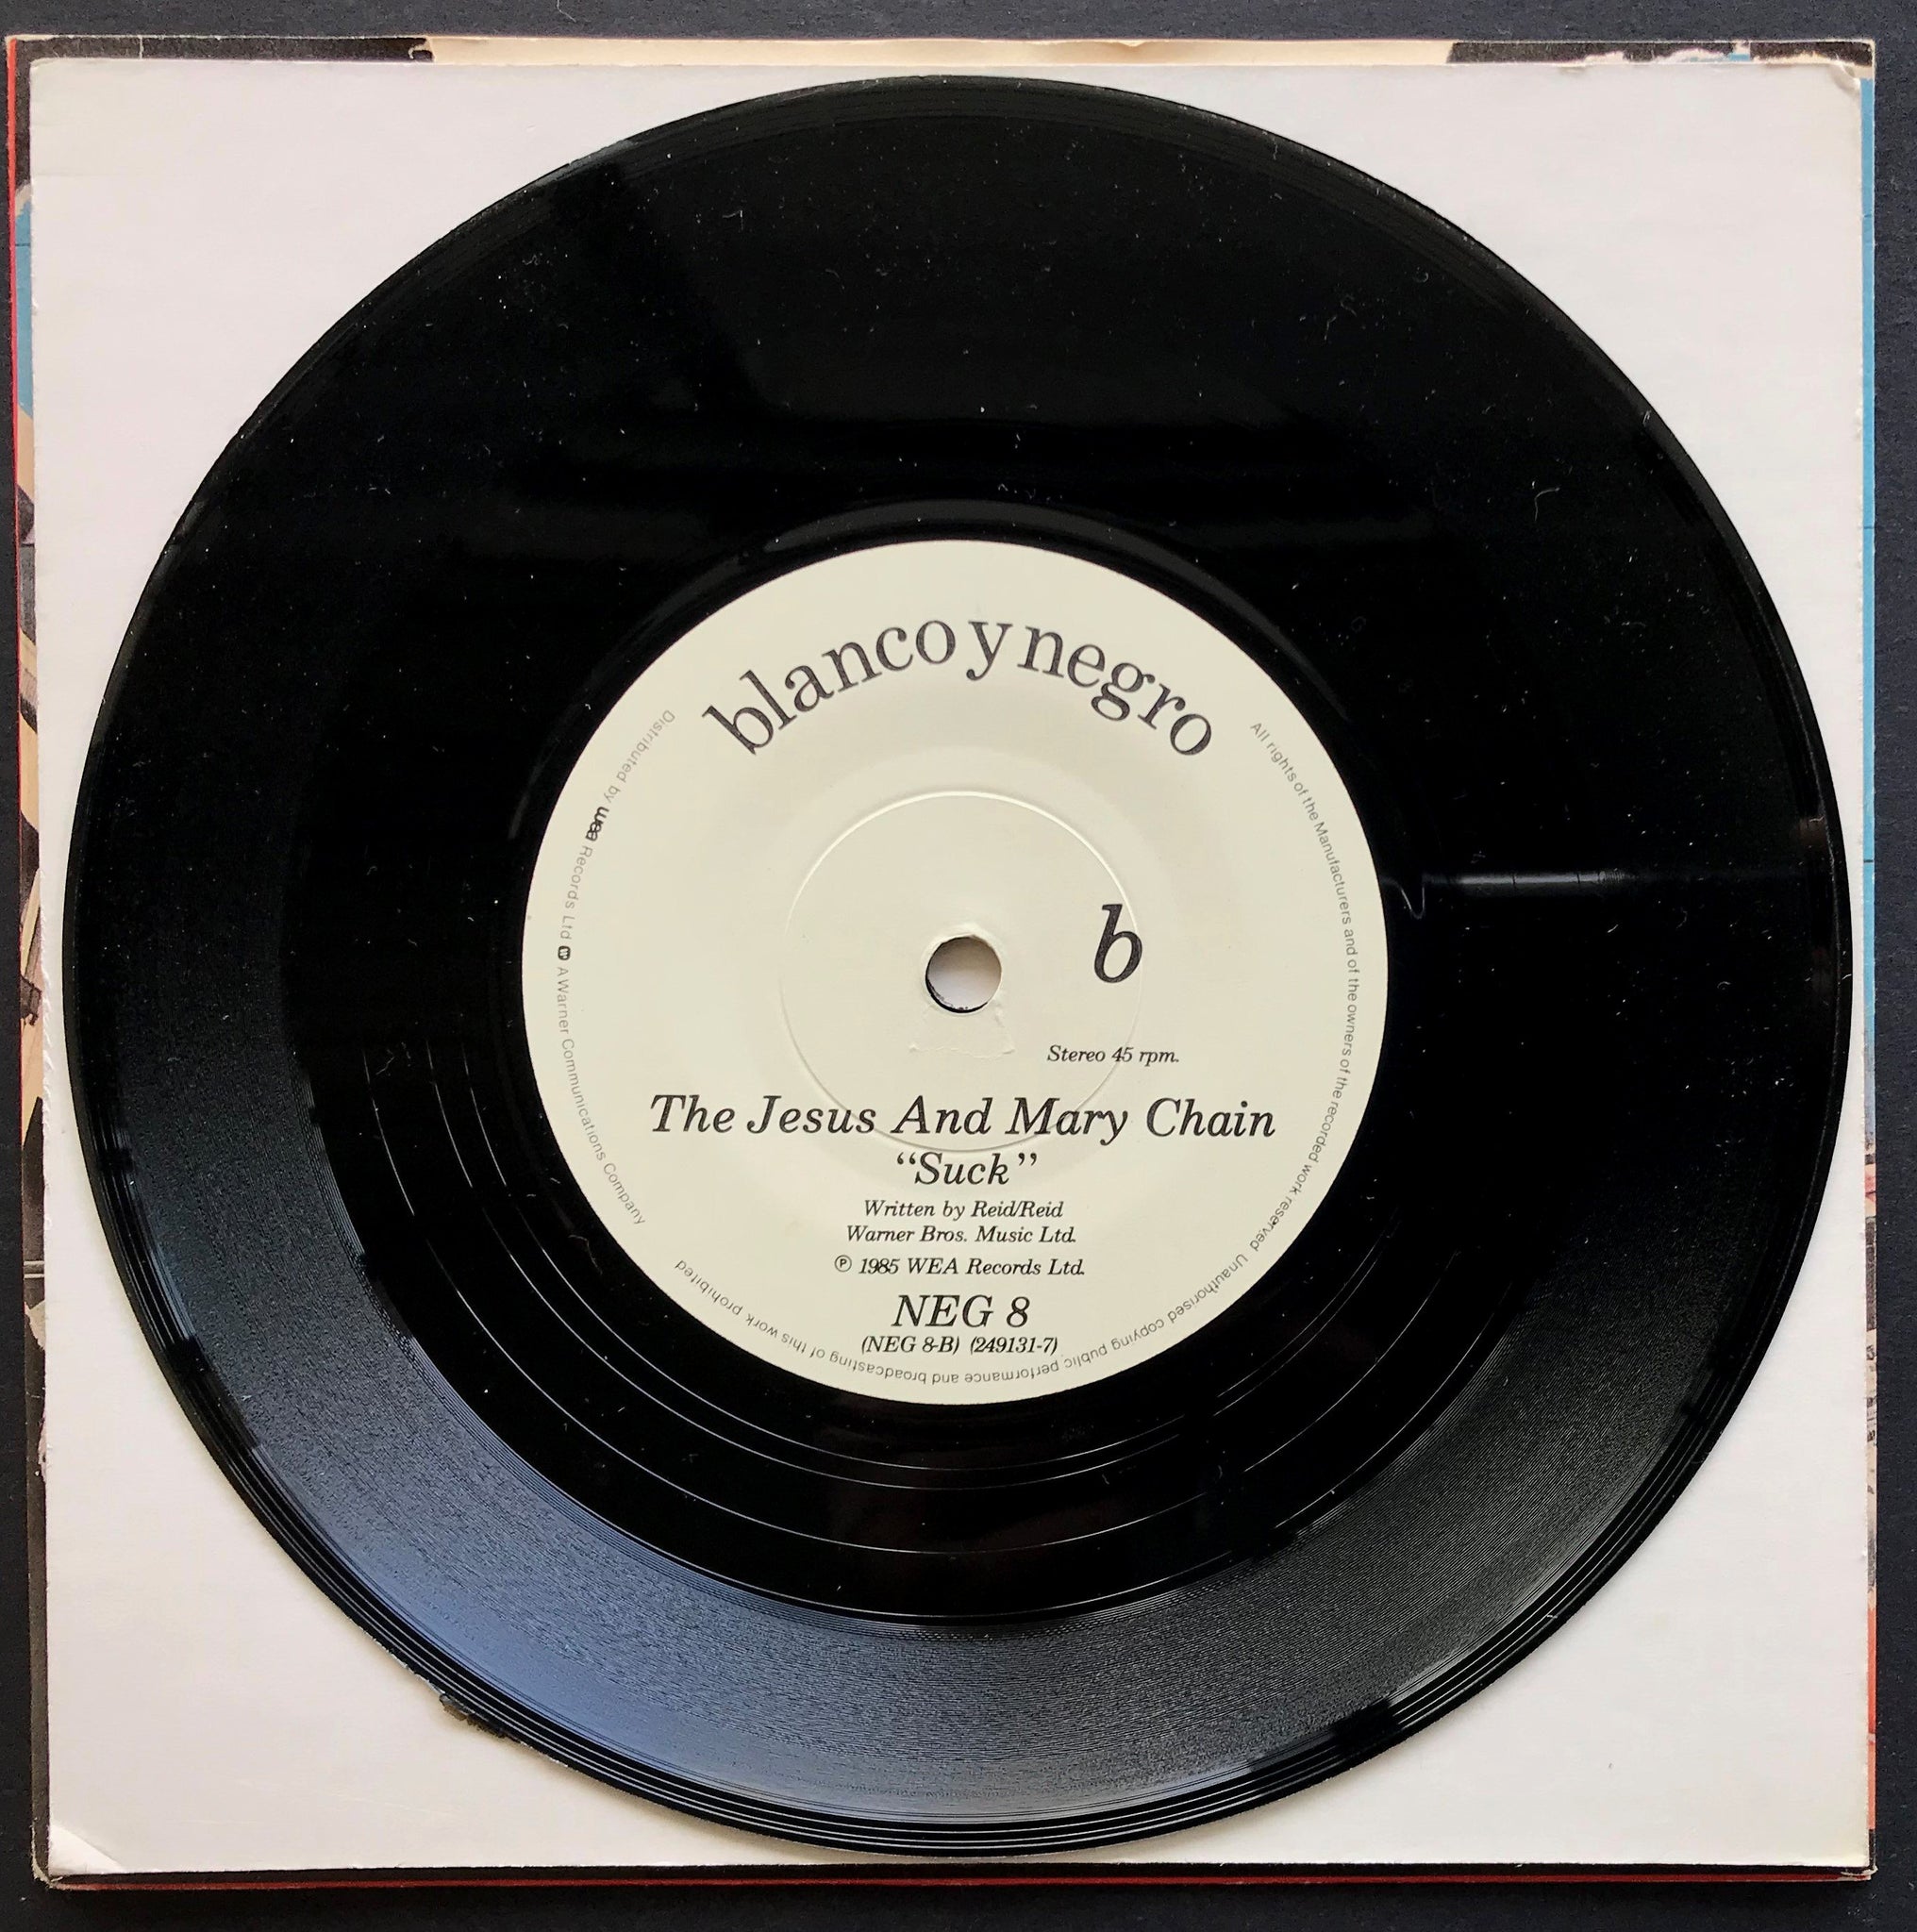 blanco y negro
b
Stereo 45 rpm.
The Jesus And Mary Chain
“Suck”
Written by Reid/Reid
Warner Bros. Music Ltd.
℗ 1985 WEA Records Ltd.
NEG 8
(NEG 8-B) (249131-7)
All rights of the Manufacturers and of the owners of the recorded work reserved Unauthorised copying public performance and broadcasting of this work prohibited
Distributed by wea Records Ltd W A Warner Communications Company